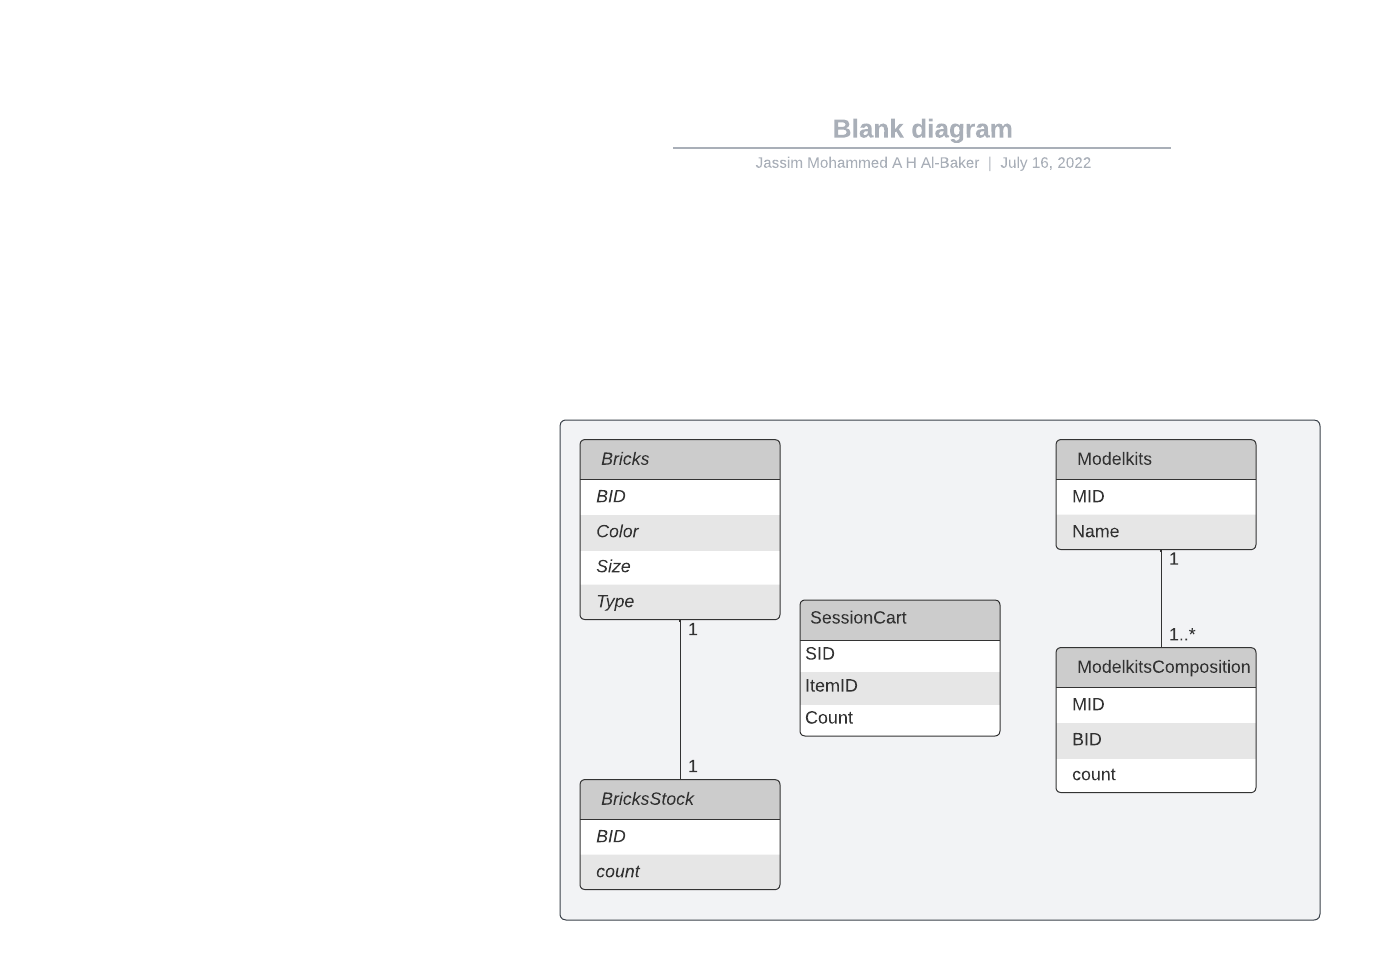 Blank diagram
Jassim Mohammed A H Al-Baker | July 16, 2022
Bricks
BID
Color
Size
Type
1
1
BricksStock
BID
count
SessionCart
SID
ItemID
Count
Modelkits
MID
Name
1
1..*
ModelkitsComposition
MID
BID
count